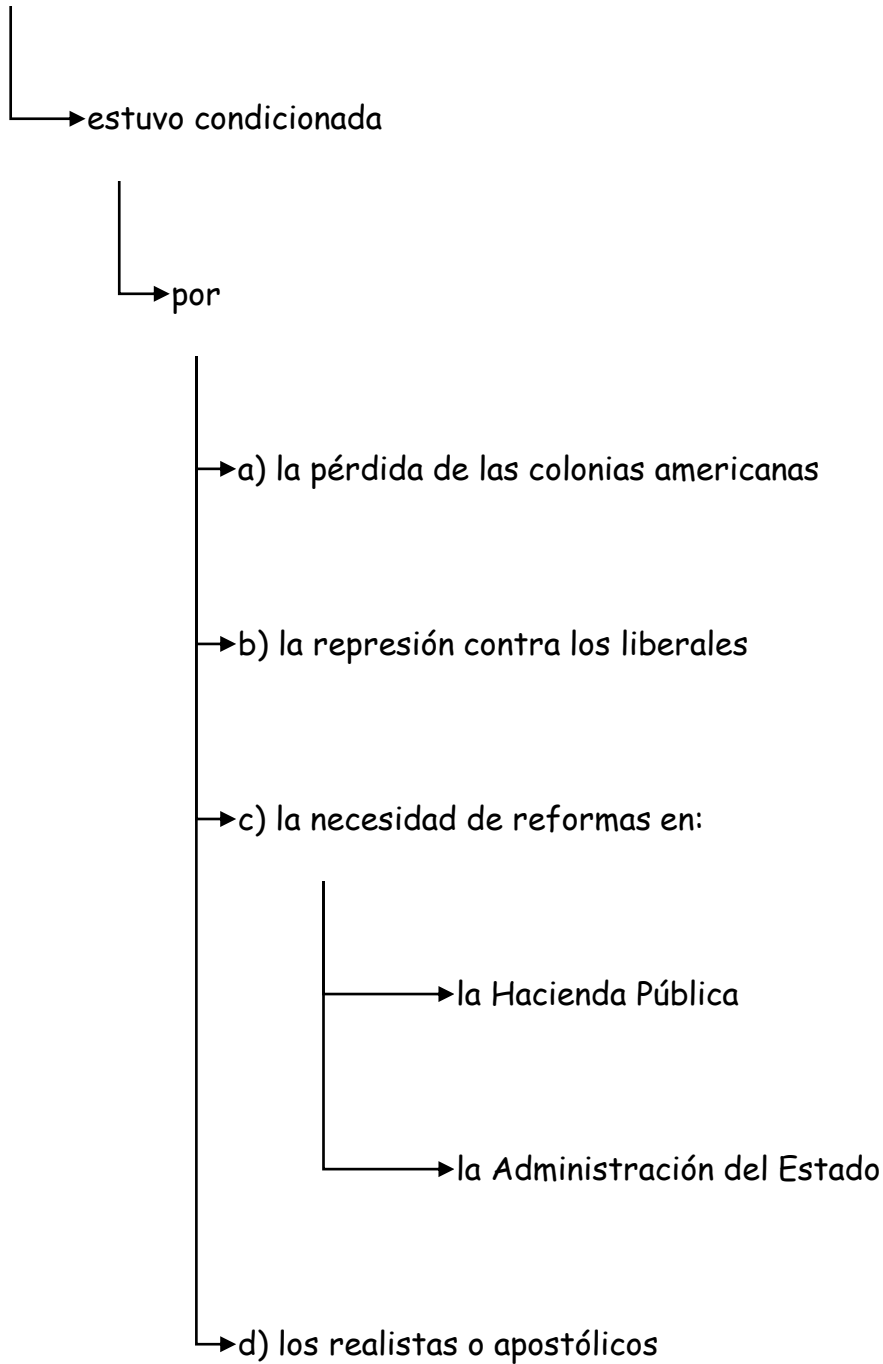 estuvo condicionada
por
a) la pérdida de las colonias americanas
b) la represión contra los liberales
c) la necesidad de reformas en:
la Hacienda Pública
la Administración del Estado
d) los realistas o apostólicos